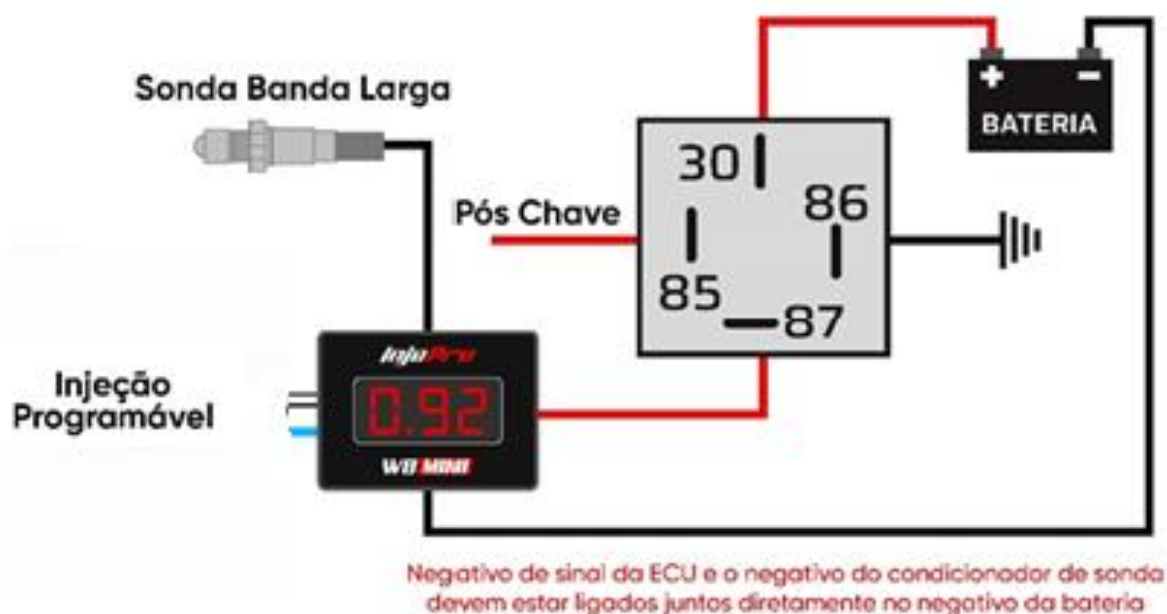 Sonda Banda Larga
+ -
BATERIA
30
86
Pós Chave
85
87
InjePro
0.92
WB MINI
Injeção
Programável
Negativo de sinal da ECU e o negativo do condicionador de sonda
devem estar ligados juntos diretamente no negativo da bateria